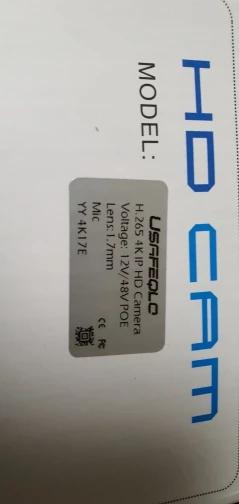 HD CAM
MODEL:
USAFEQLO
H.265 4K IP HD Camera
Voltage: 12V/48V POE
Lens: 1.7mm
Mic
YY 4K17E
CE FC